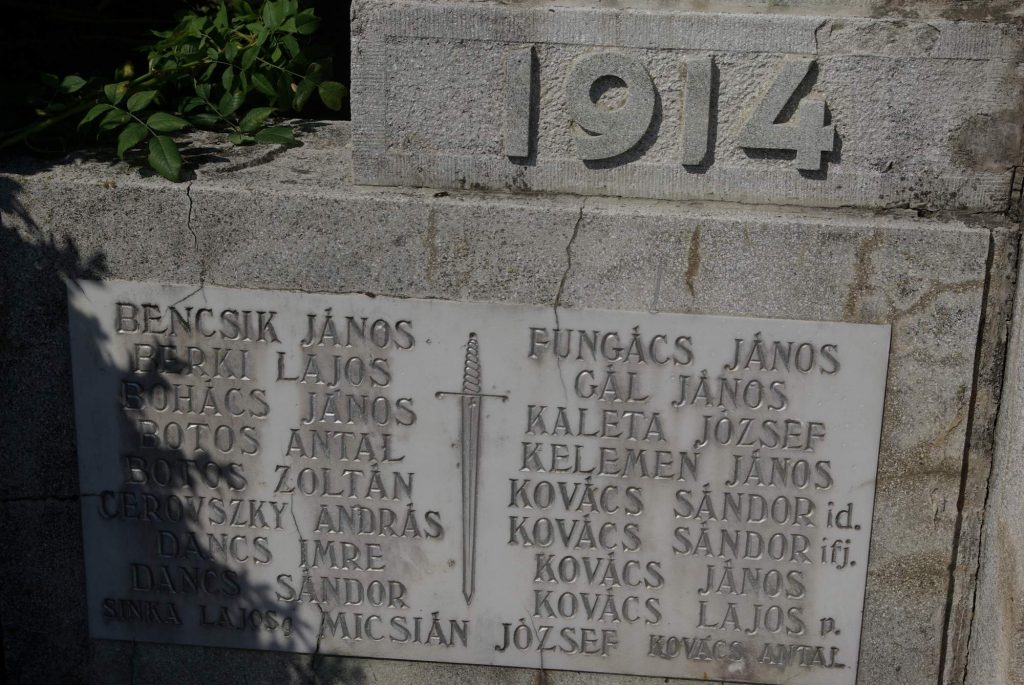 1914
BENCSIK JÁNOS
BERKI LAJOS
BOHÁCS JÁNOS
BOTOS ANTAL
BOTOS ZOLTÁN
CEROVSZKY ANDRÁS
DANCS IMRE
DANCS SÁNDOR
FUNGÁCS JÁNOS
GÁL JÁNOS
KALETA JÓZSEF
KELEMEN JÁNOS
KOVÁCS SÁNDOR id.
KOVÁCS SÁNDOR ifj.
KOVÁCS JÁNOS
KOVÁCS LAJOS p.
SINKA LAJOS g MICSIÁN JÓZSEF KOVÁCS ANTAL